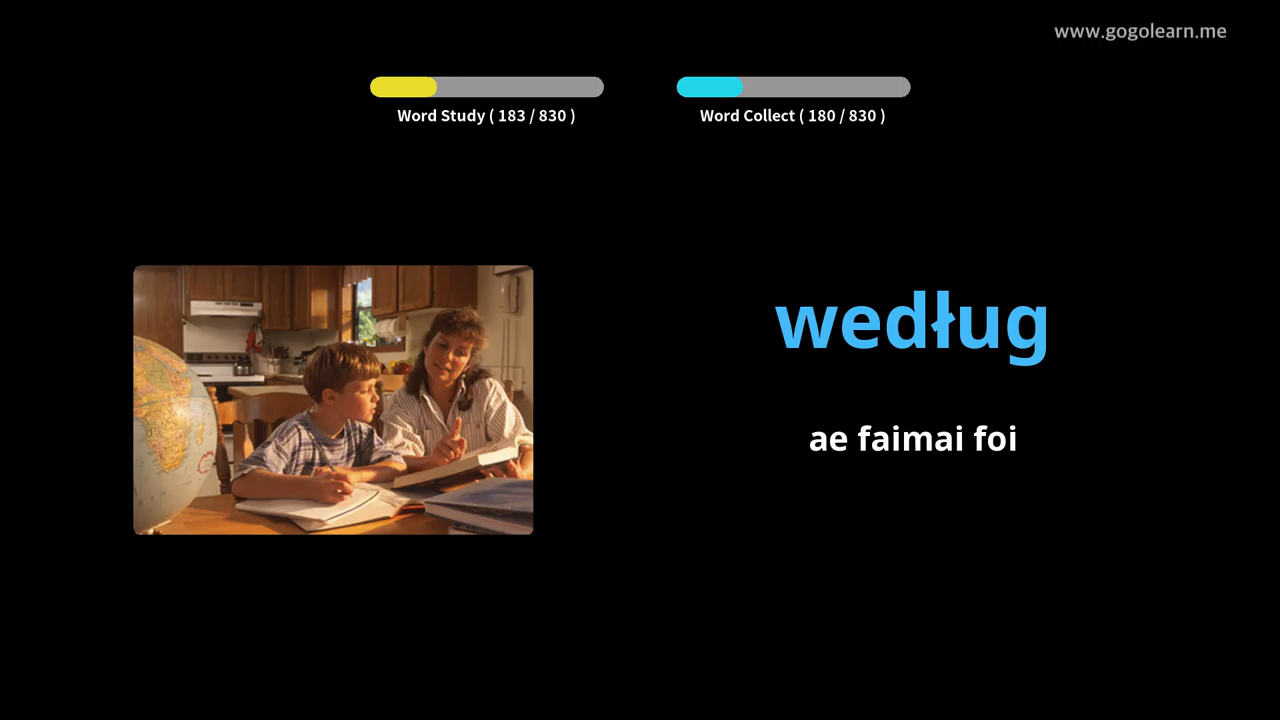 www.gogolearn.me
Word Study ( 183 / 830 )
Word Collect ( 180 / 830 )
według
ae faimai foi